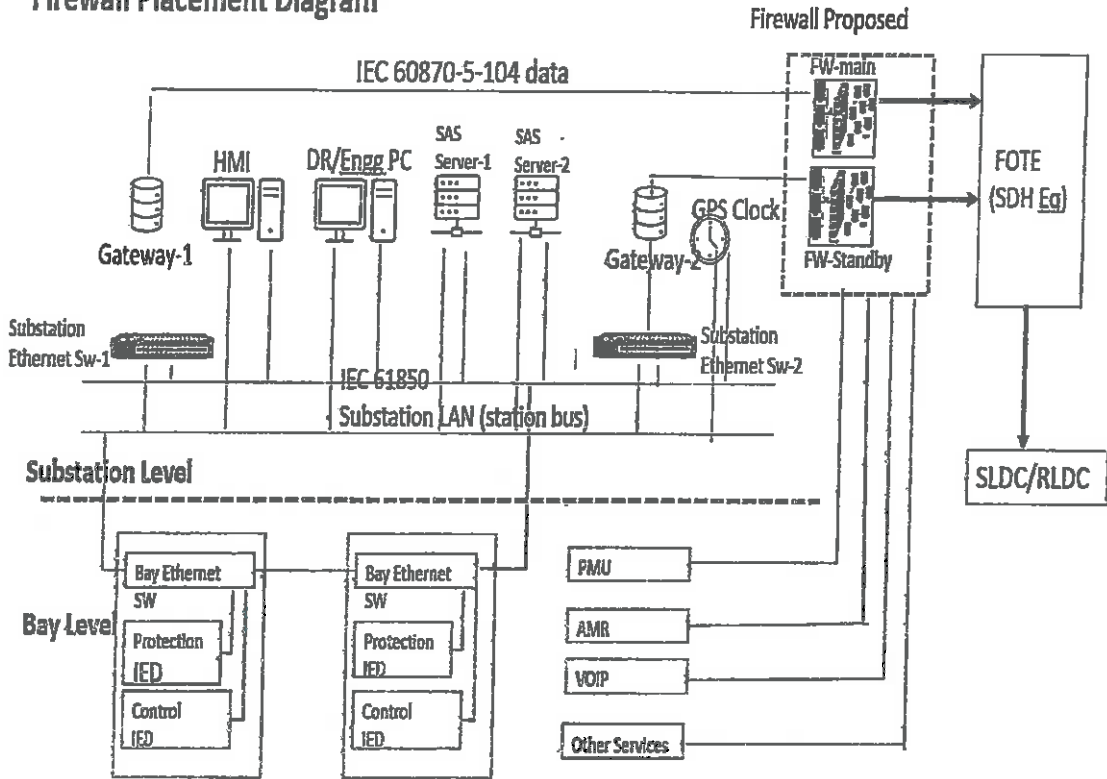 Firewall Placement Diagram
Firewall Proposed
IEC 60870-5-104 data
FW-main
FOTE
(SDH Eq)
HMI
DR/Engg PC
SAS
Server-1
SAS
Server-2
GPS Clock
Gateway-1
Gateway-2
FW-Standby
Substation
Ethernet Sw-1
Substation
Ethernet Sw-2
IEC 61850
Substation LAN (station bus)
Substation Level
SLDC/RLDC
Bay Ethernet
SW
Bay Ethernet
SW
PMU
Bay Level
Protection
IED
Protection
IED
AMR
VOIP
Control
IED
Control
IED
Other Services